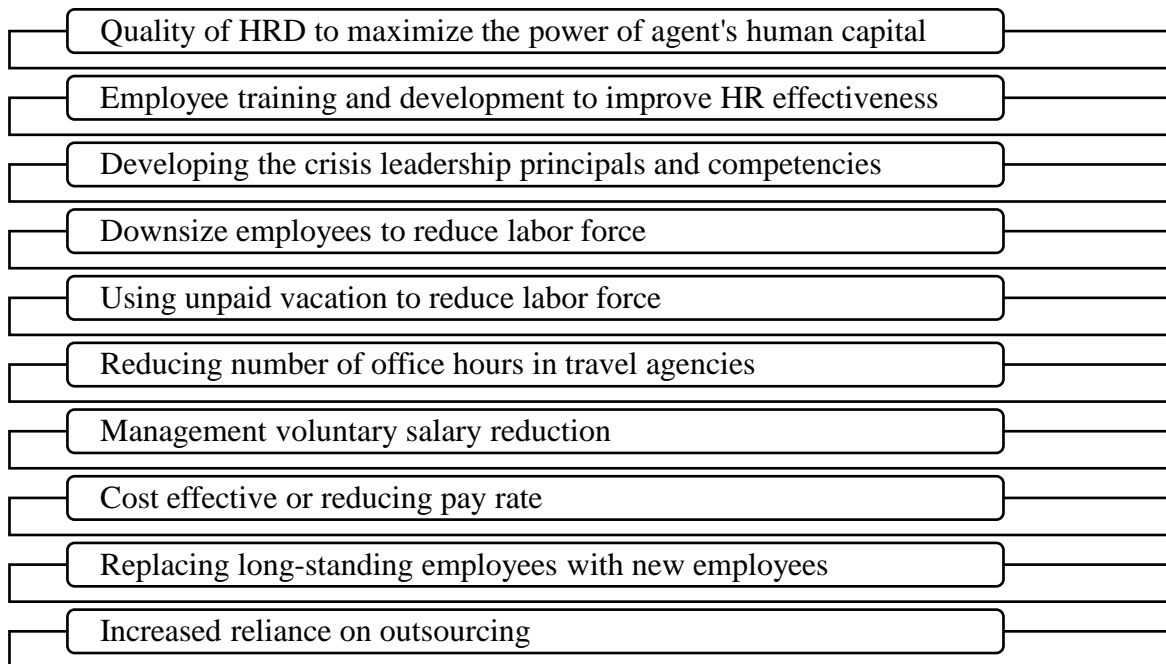 Quality of HRD to maximize the power of agent's human capital
Employee training and development to improve HR effectiveness
Developing the crisis leadership principals and competencies
Downsize employees to reduce labor force
Using unpaid vacation to reduce labor force
Reducing number of office hours in travel agencies
Management voluntary salary reduction
Cost effective or reducing pay rate
Replacing long-standing employees with new employees
Increased reliance on outsourcing